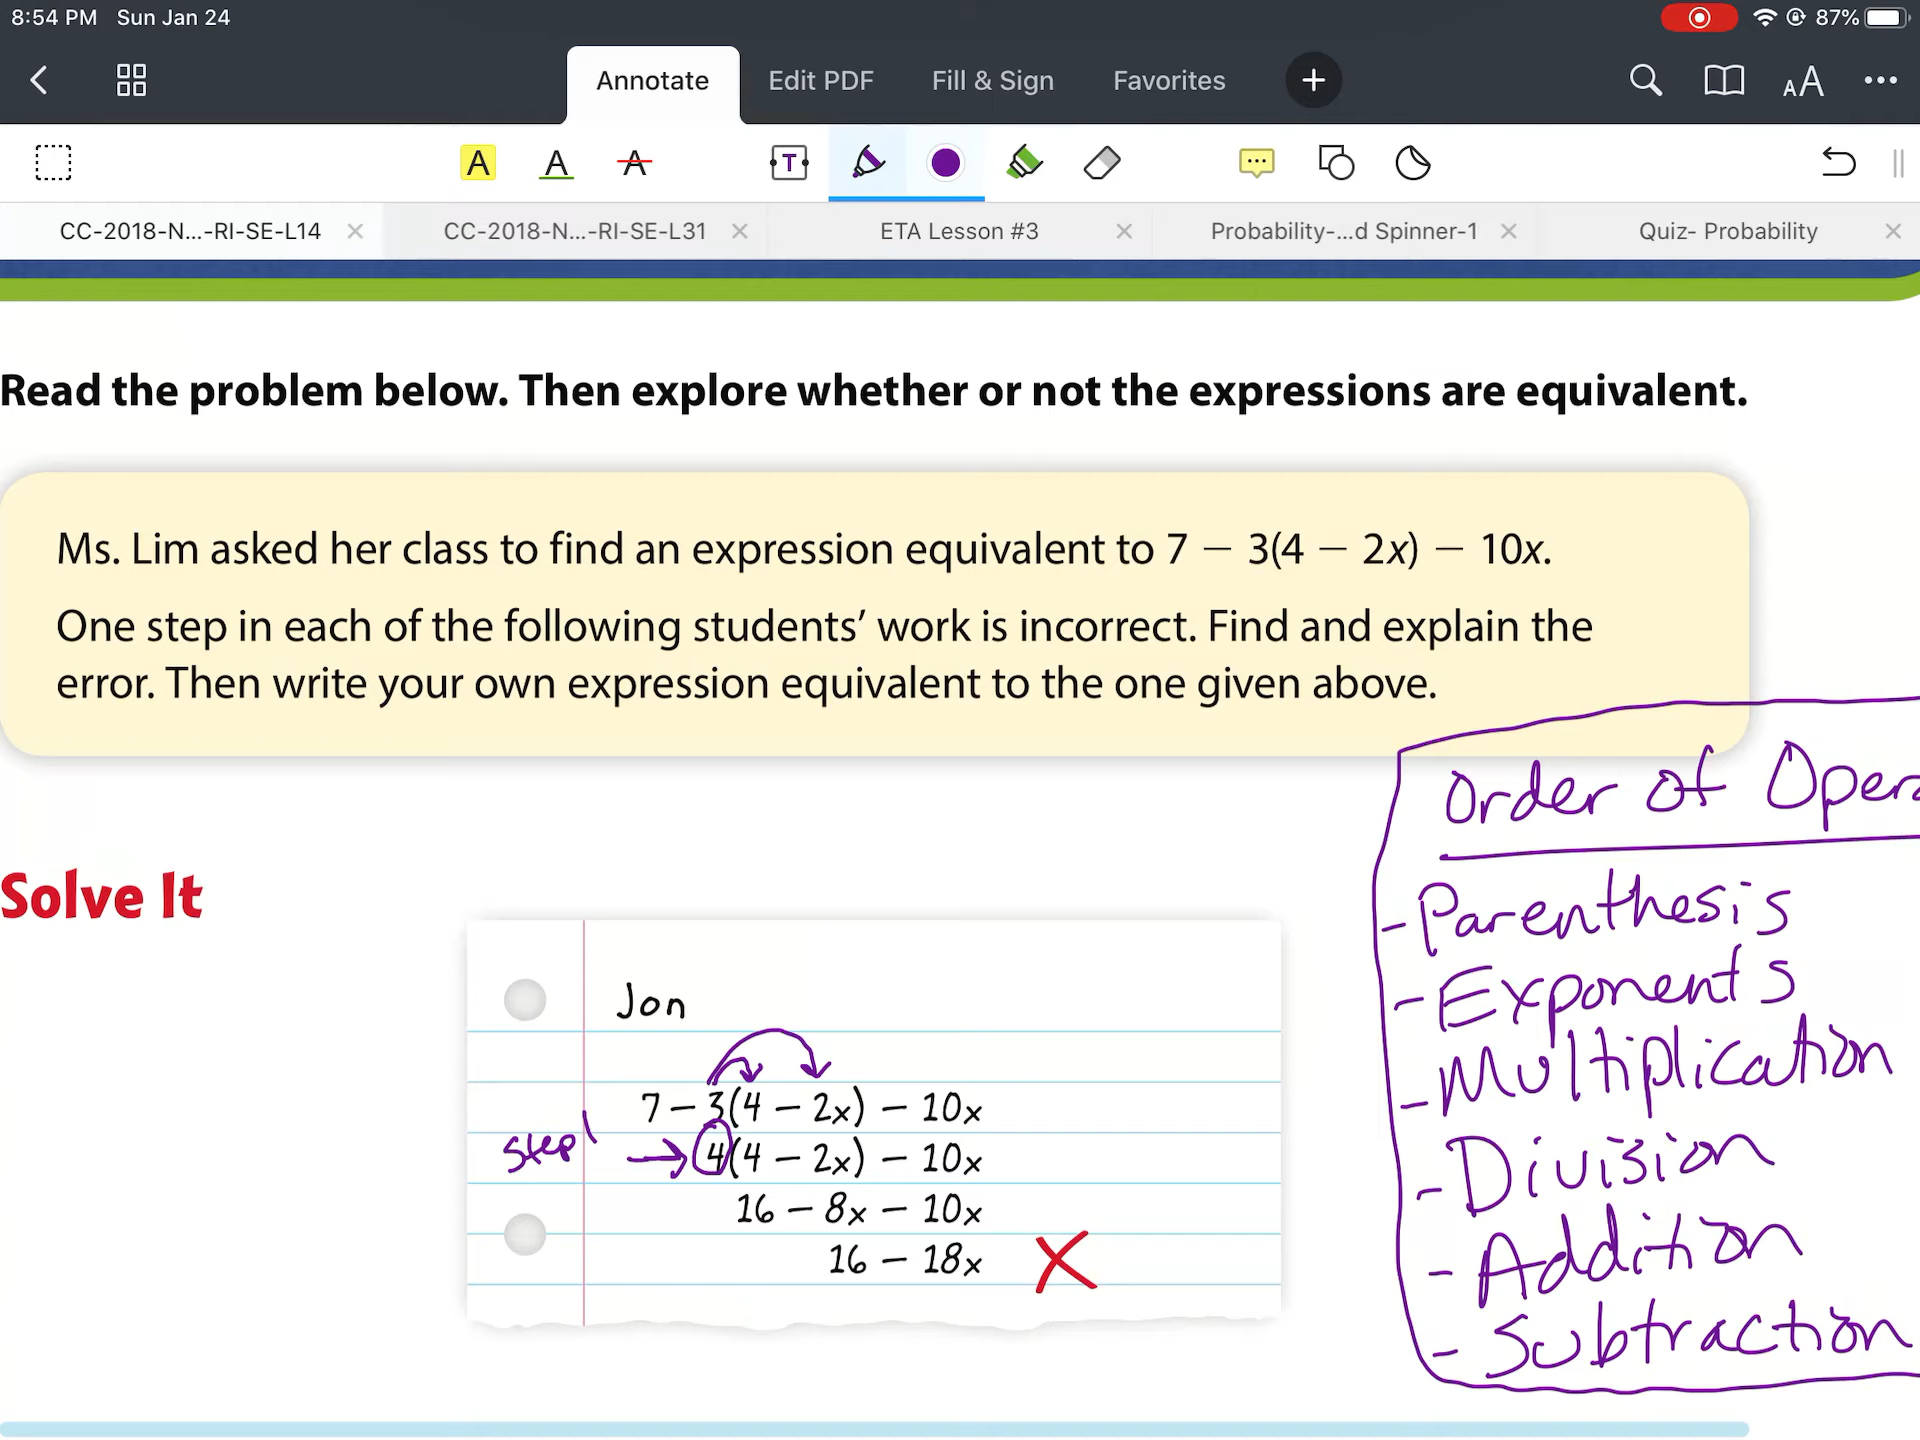 8:54 PM Sun Jan 24
87%
Annotate Edit PDF Fill & Sign Favorites +
AA
A A A T
CC-2018-N...-RI-SE-L14 CC-2018-N...-RI-SE-L31 ETA Lesson #3 Probability-...d Spinner-1 Quiz- Probability
Read the problem below. Then explore whether or not the expressions are equivalent.
Ms. Lim asked her class to find an expression equivalent to 7 − 3(4 − 2x) − 10x.
One step in each of the following students’ work is incorrect. Find and explain the
error. Then write your own expression equivalent to the one given above.
Order of Oper
- Parenthesis
- Exponents
- Multiplication
- Division
- Addition
- Subtraction
Solve It
Jon
7 − 3(4 − 2x) − 10x
step 1 → 4(4 − 2x) − 10x
16 − 8x − 10x
16 − 18x X